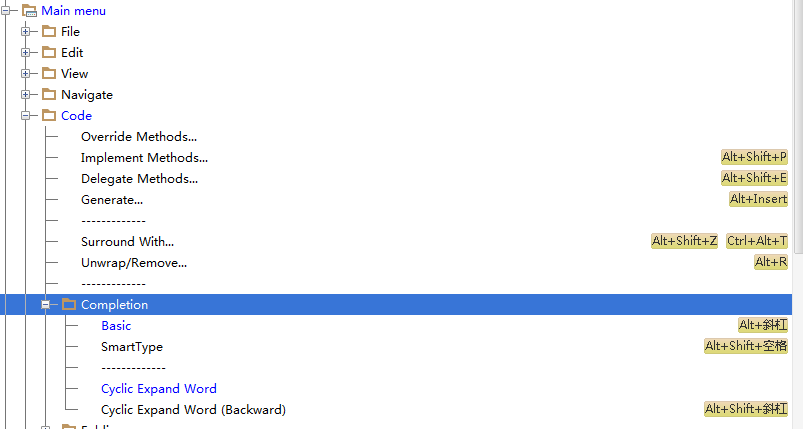 Main menu
File
Edit
View
Navigate
Code
Override Methods...
Implement Methods... Alt+Shift+P
Delegate Methods... Alt+Shift+E
Generate... Alt+Insert
-------------
Surround With... Alt+Shift+Z Ctrl+Alt+T
Unwrap/Remove... Alt+R
-------------
Completion
Basic Alt+斜杠
SmartType Alt+Shift+空格
-------------
Cyclic Expand Word
Cyclic Expand Word (Backward) Alt+Shift+斜杠